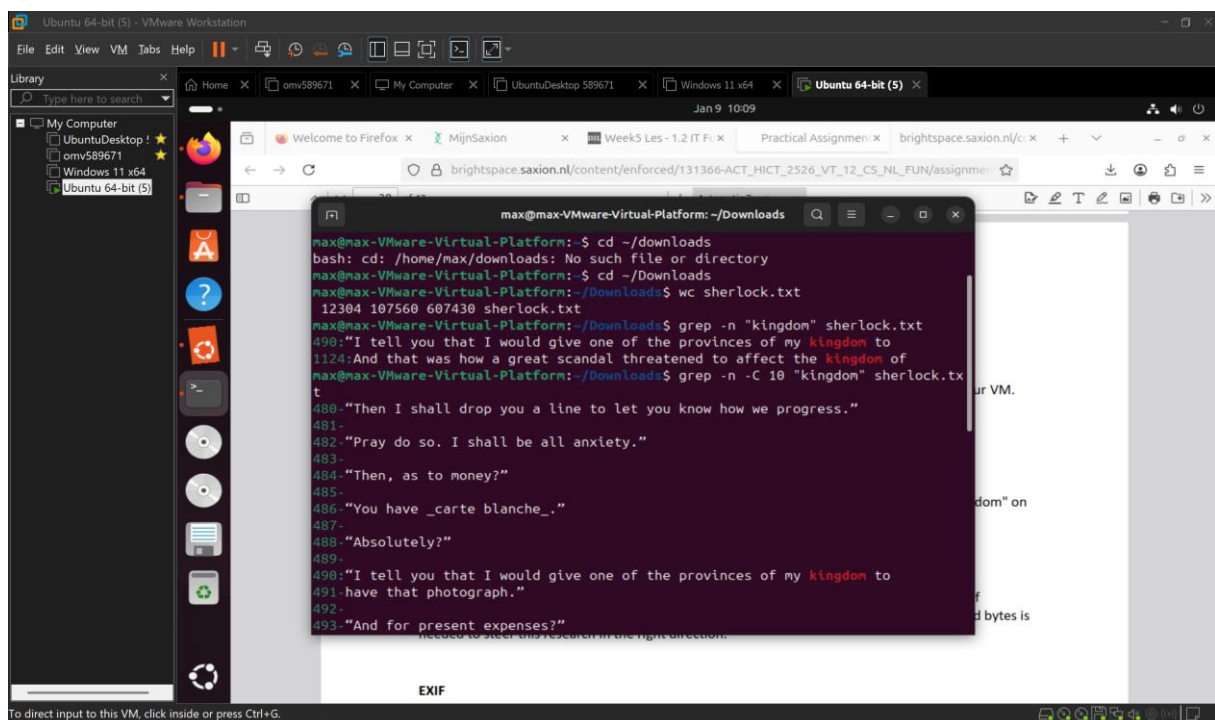 Ubuntu 64-bit (5) - VMware Workstation
File Edit View VM Tabs Help
Library
Type here to search
My Computer
UbuntuDesktop !
omv589671
Windows 11 x64
Ubuntu 64-bit (5)
Home omv589671 My Computer UbuntuDesktop 589671 Windows 11 x64 Ubuntu 64-bit (5)
Jan 9 10:09
Welcome to Firefox MijnSaxion Week5 Les - 1.2 IT Practical Assignmen brightspace.saxion.nl/c
brightspace.saxion.nl/content/enforced/131366-ACT_HICT_2526_VT_12_CS_NL_FUN/assignmen
max@max-VMware-Virtual-Platform: ~/Downloads
max@max-VMware-Virtual-Platform:~$ cd ~/downloads
bash: cd: /home/max/downloads: No such file or directory
max@max-VMware-Virtual-Platform:~$ cd ~/Downloads
max@max-VMware-Virtual-Platform:~/Downloads$ wc sherlock.txt
12304 107560 607430 sherlock.txt
max@max-VMware-Virtual-Platform:~/Downloads$ grep -n "kingdom" sherlock.txt
490:“I tell you that I would give one of the provinces of my kingdom to
1124:And that was how a great scandal threatened to affect the kingdom of
max@max-VMware-Virtual-Platform:~/Downloads$ grep -n -C 10 "kingdom" sherlock.tx
t
480-“Then I shall drop you a line to let you know how we progress.”
481-
482-“Pray do so. I shall be all anxiety.”
483-
484-“Then, as to money?”
485-
486-“You have _carte blanche_.”
487-
488-“Absolutely?”
489-
490:“I tell you that I would give one of the provinces of my kingdom to
491-have that photograph.”
492-
493-“And for present expenses?”
ur VM.
dom" on
f
d bytes is
needed to steer this research in the right direction.
EXIF
To direct input to this VM, click inside or press Ctrl+G.